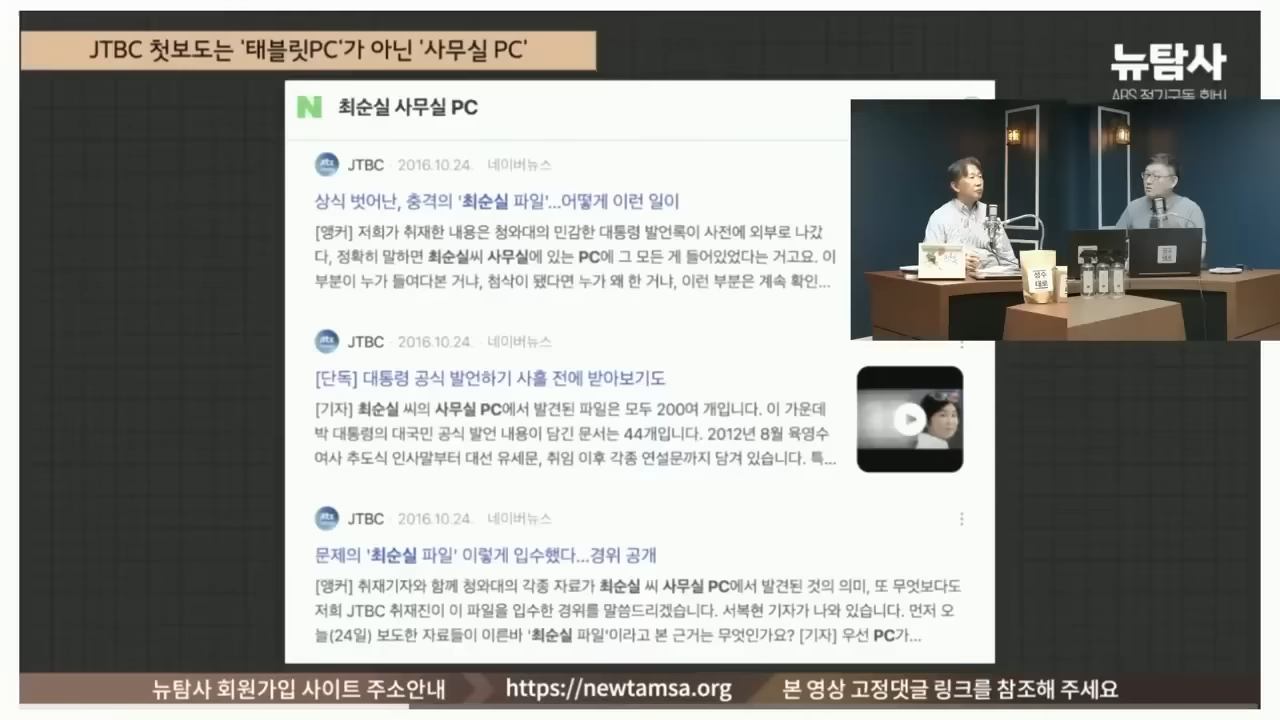 JTBC 첫보도는 '태블릿PC'가 아닌 '사무실 PC'
뉴탐사
ABS 정기구독 회비
N 최순실 사무실 PC
JTBC 2016.10.24. 네이버뉴스
상식 벗어난, 충격의 '최순실 파일'...어떻게 이런 일이
[앵커] 저희가 취재한 내용은 청와대의 민감한 대통령 발언록이 사전에 외부로 나갔
다, 정확히 말하면 최순실씨 사무실에 있는 PC에 그 모든 게 들어있었다는 거고요. 이
부분이 누가 들여다본 거냐, 첨삭이 됐다면 누가 왜 한 거냐, 이런 부분은 계속 확인...
JTBC 2016.10.24. 네이버뉴스
[단독] 대통령 공식 발언하기 사흘 전에 받아보기도
[기자] 최순실 씨의 사무실 PC에서 발견된 파일은 모두 200여 개입니다. 이 가운데
박 대통령의 대국민 공식 발언 내용이 담긴 문서는 44개입니다. 2012년 8월 육영수
여사 추도식 인사말부터 대선 유세문, 취임 이후 각종 연설문까지 담겨 있습니다. 특...
JTBC 2016.10.24. 네이버뉴스
문제의 '최순실 파일' 이렇게 입수했다...경위 공개
[앵커] 취재기자와 함께 청와대의 각종 자료가 최순실 씨 사무실 PC에서 발견된 것의 의미, 또 무엇보다도
저희 JTBC 취재진이 이 파일을 입수한 경위를 말씀드리겠습니다. 서복현 기자가 나와 있습니다. 먼저 오
늘(24일) 보도한 자료들이 이른바 '최순실 파일'이라고 본 근거는 무엇인가요? [기자] 우선 PC가...
뉴탐사 회원가입 사이트 주소안내 https://newtamsa.org 본 영상 고정댓글 링크를 참조해 주세요